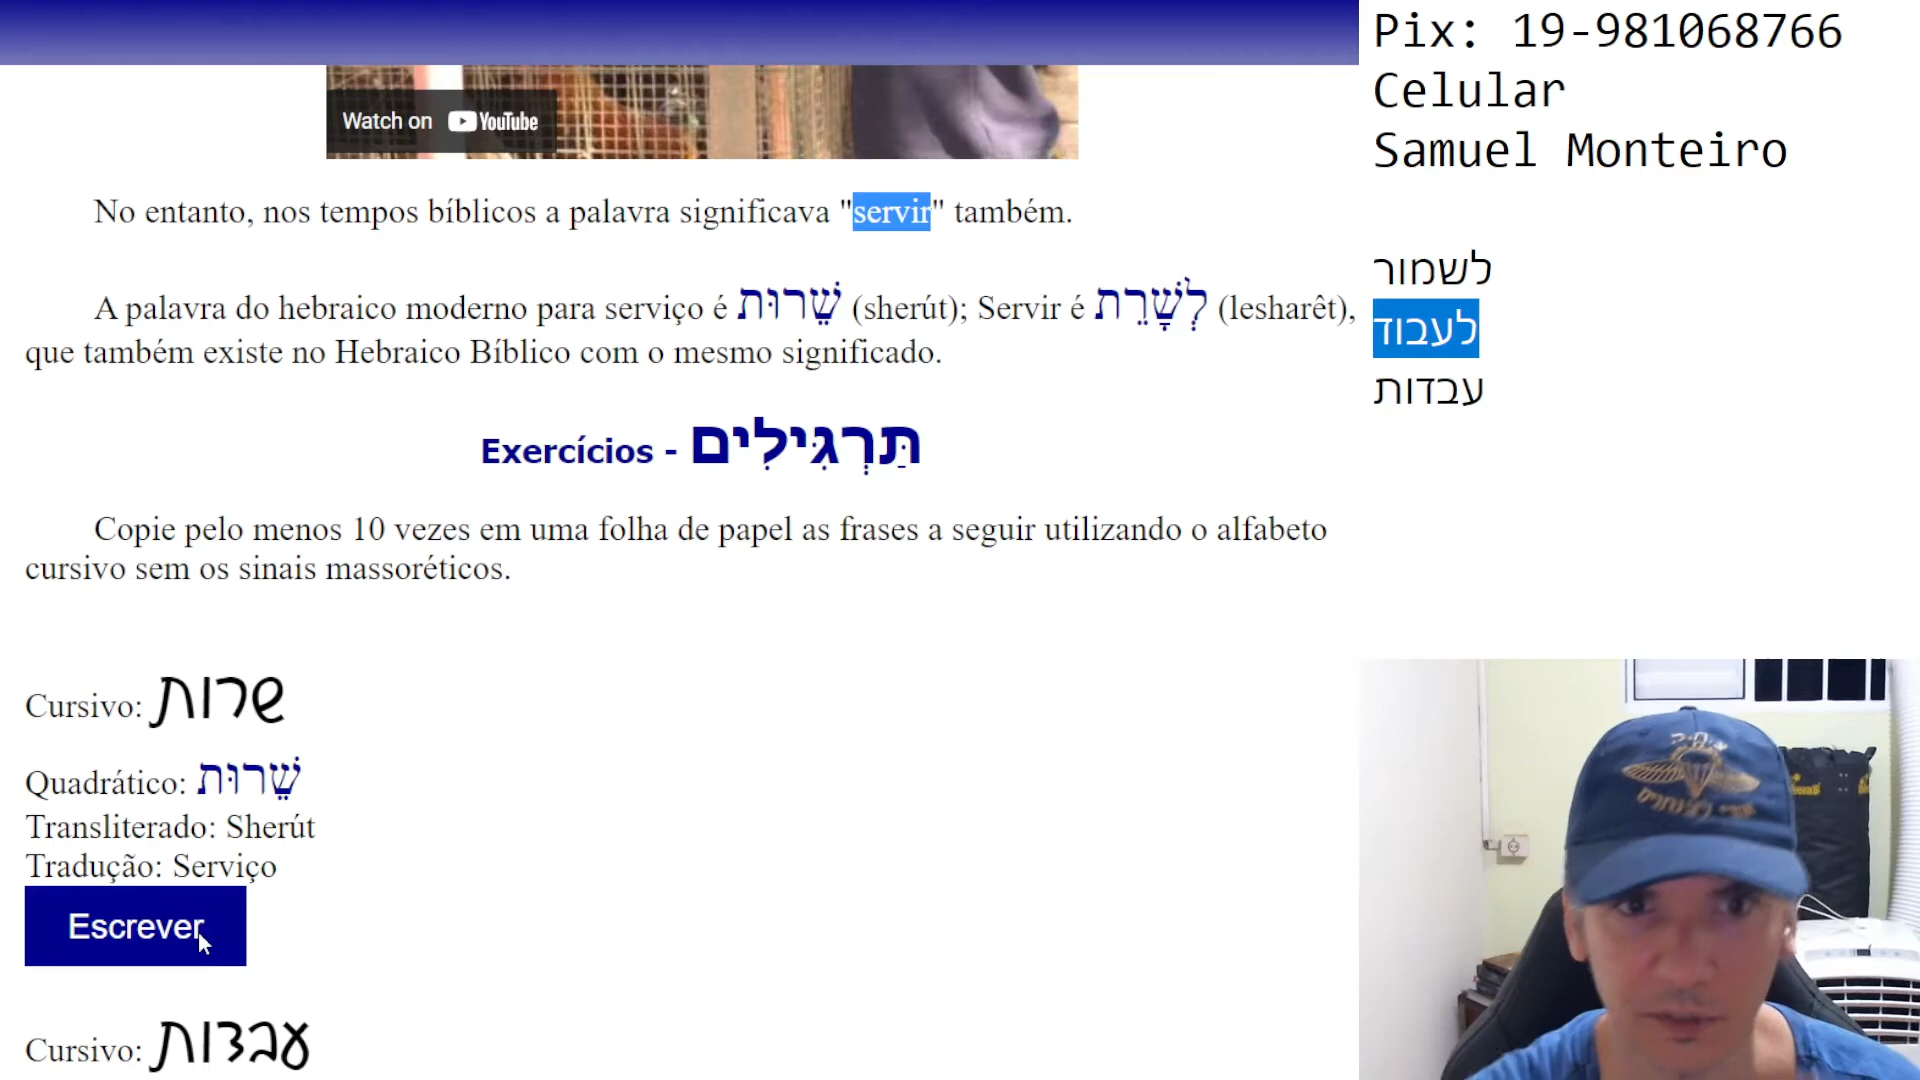 Watch on YouTube
No entanto, nos tempos bíblicos a palavra significava "servir" também.
A palavra do hebraico moderno para serviço é שֵׁרוּת (sherút); Servir é לְשָׁרֵת (lesharêt),
que também existe no Hebraico Bíblico com o mesmo significado.
Exercícios - תַּרְגִּילִים
Copie pelo menos 10 vezes em uma folha de papel as frases a seguir utilizando o alfabeto
cursivo sem os sinais massoréticos.
Cursivo: שרות
Quadrático: שֵׁרוּת
Transliterado: Sherút
Tradução: Serviço
Escrever
Cursivo: עבדות
Pix: 19-981068766
Celular
Samuel Monteiro
לשמור
לעבוד
עבדות